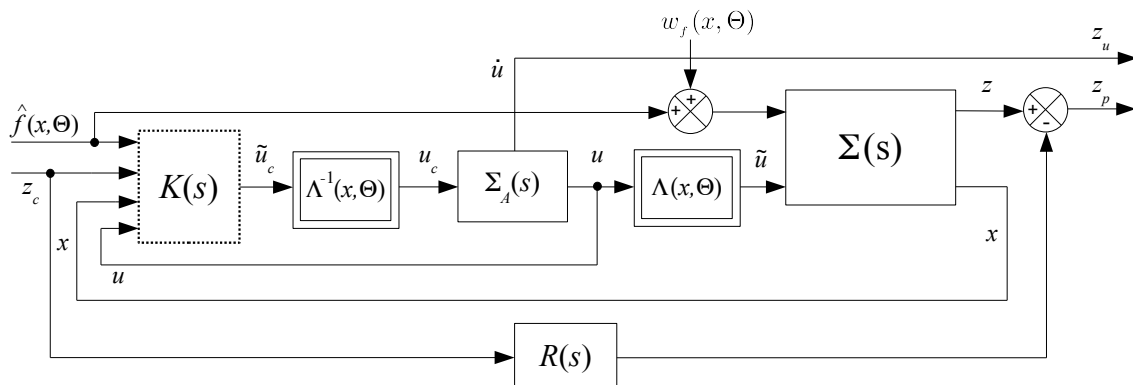 w_f(x,Θ)
z_u
u̇
z
z_p
f̂(x,Θ)
+
+
+
-
ũ_c
u_c
u
ũ
Σ(s)
K(s)
Λ⁻¹(x,Θ)
Σ_A(s)
Λ(x,Θ)
z_c
x
u
x
R(s)